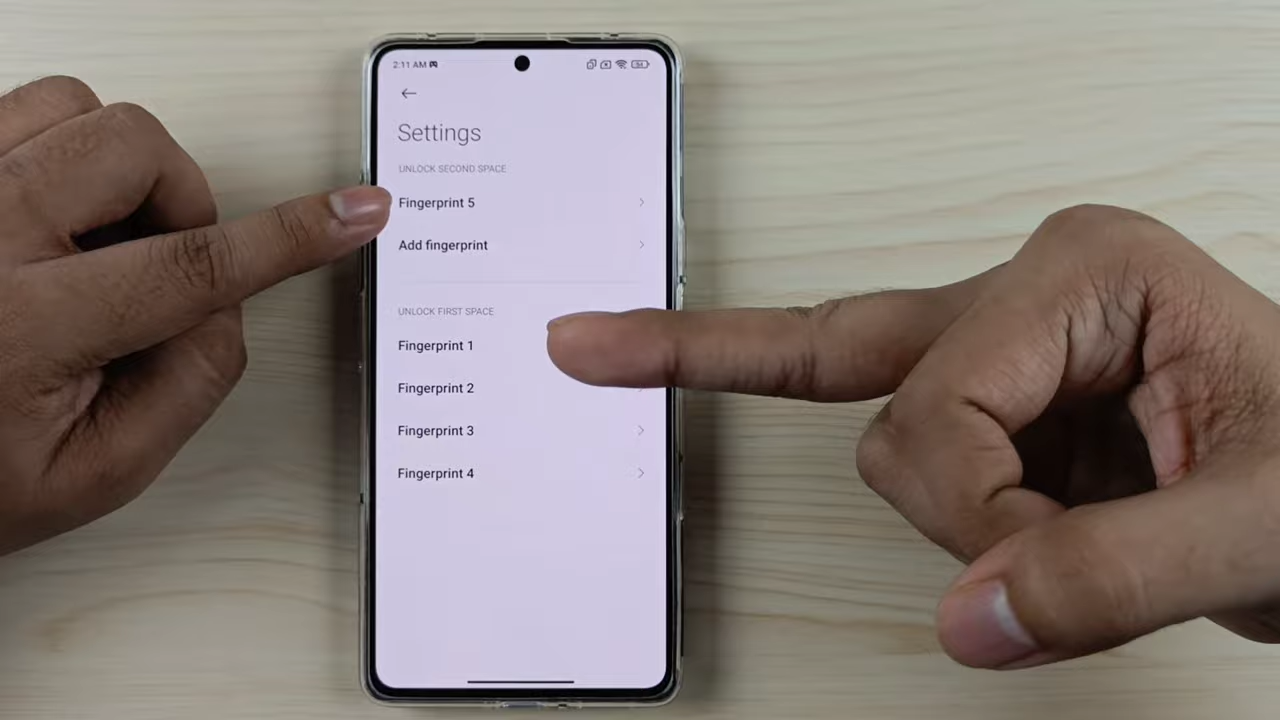 2:11 AM
Settings
UNLOCK SECOND SPACE
Fingerprint 5
Add fingerprint
UNLOCK FIRST SPACE
Fingerprint 1
Fingerprint 2
Fingerprint 3
Fingerprint 4